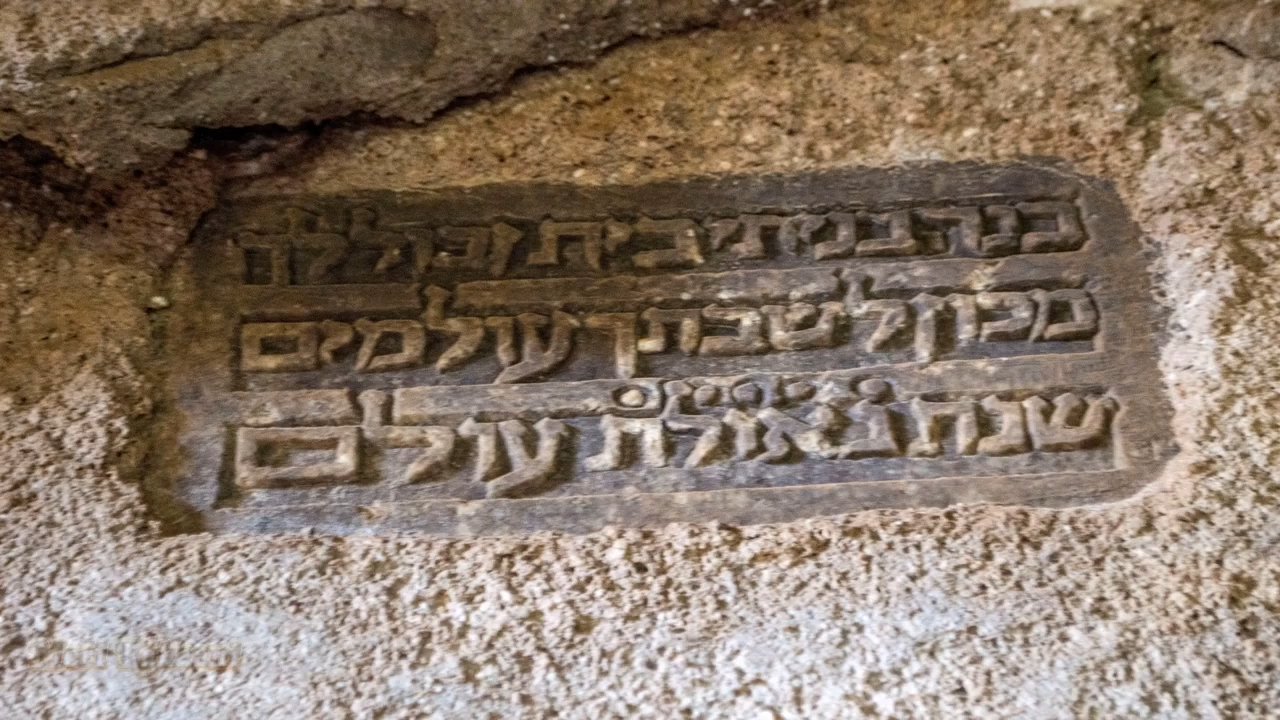 בנה בניתי בית זבול לך
מכון לשבתך עולמים
שנת גאולת עולם